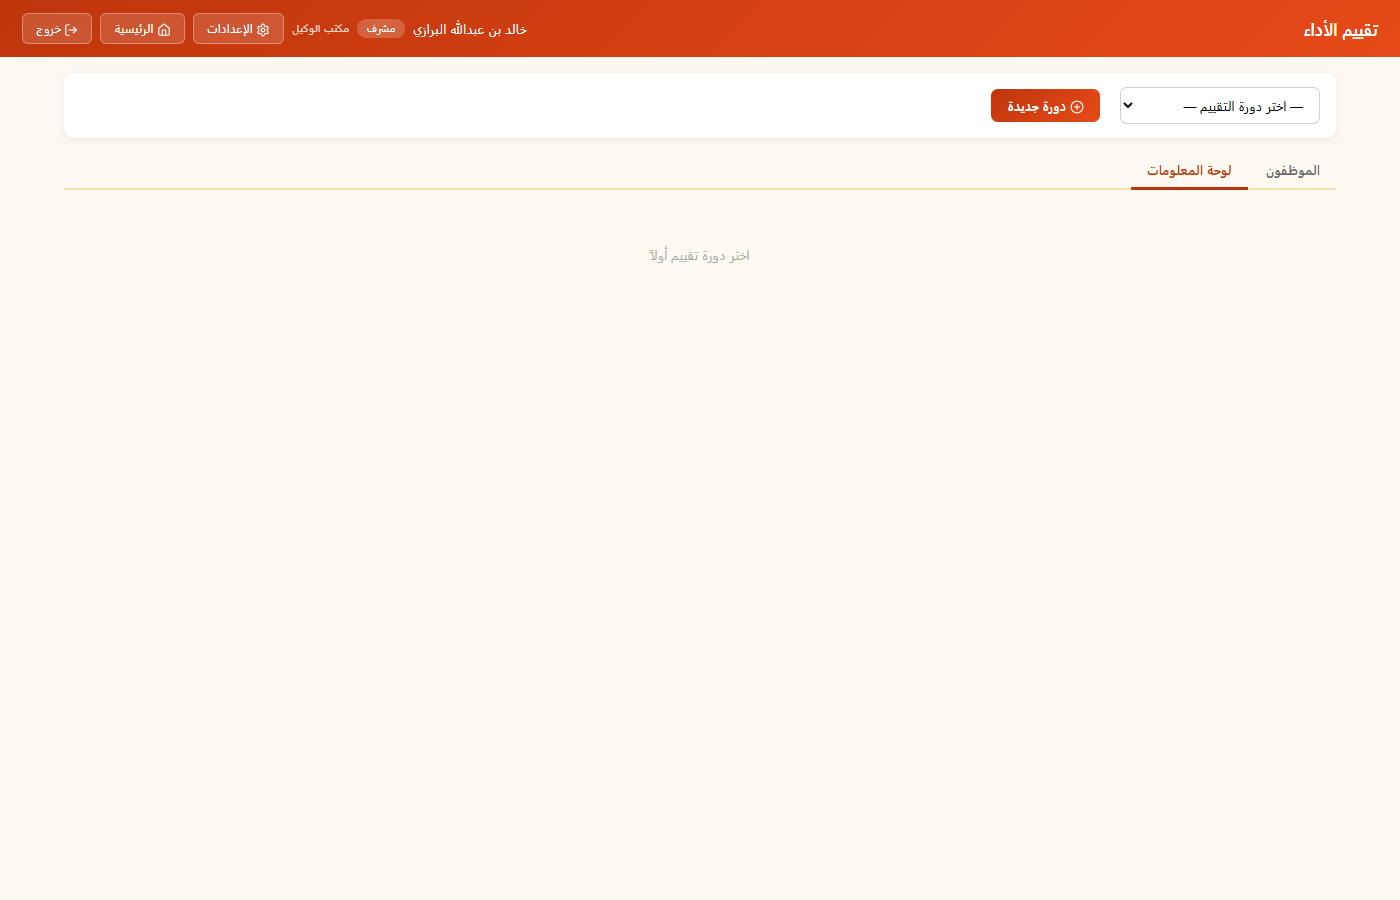 تقييم الأداء
خالد بن عبدالله البرازي
مشرف
مكتب الوكيل
الإعدادات
الرئيسية
خروج
— اختر دورة التقييم —
دورة جديدة
الموظفون
لوحة المعلومات
اختر دورة تقييم أولاً